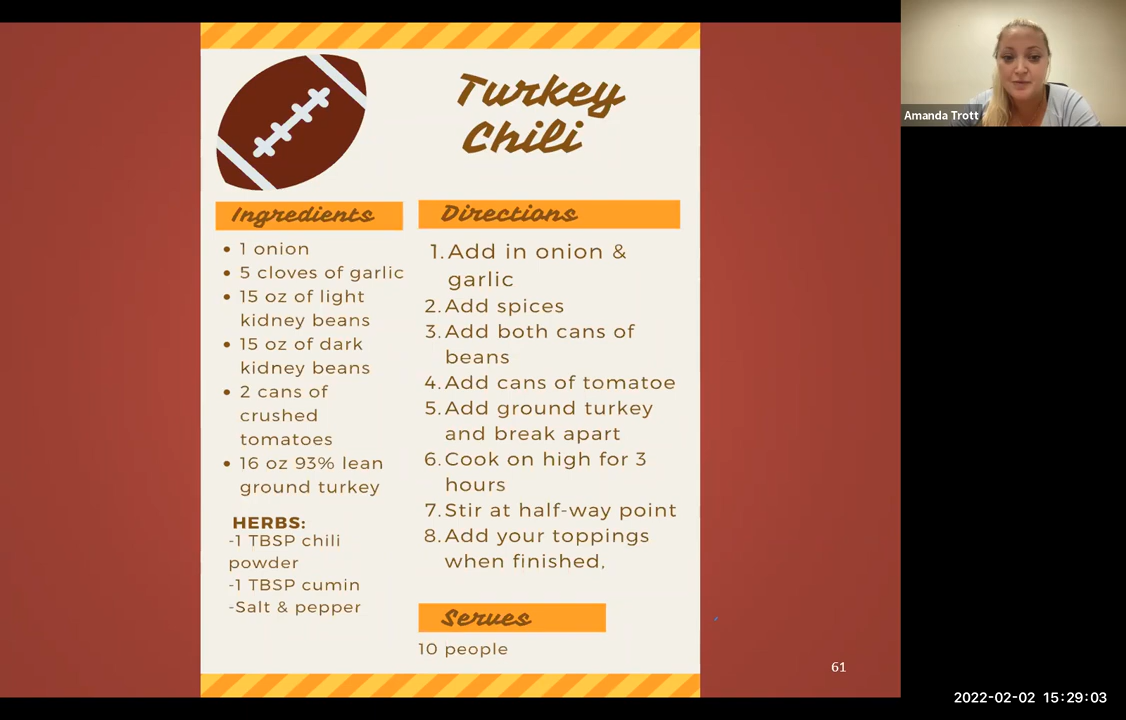 Turkey
Chili
Ingredients
• 1 onion
• 5 cloves of garlic
• 15 oz of light
kidney beans
• 15 oz of dark
kidney beans
• 2 cans of
crushed
tomatoes
• 16 oz 93% lean
ground turkey
HERBS:
-1 TBSP chili
powder
-1 TBSP cumin
-Salt & pepper
Directions
1. Add in onion &
garlic
2. Add spices
3. Add both cans of
beans
4. Add cans of tomatoe
5. Add ground turkey
and break apart
6. Cook on high for 3
hours
7. Stir at half-way point
8. Add your toppings
when finished,
Serves
10 people
61
Amanda Trott
2022-02-02 15:29:03